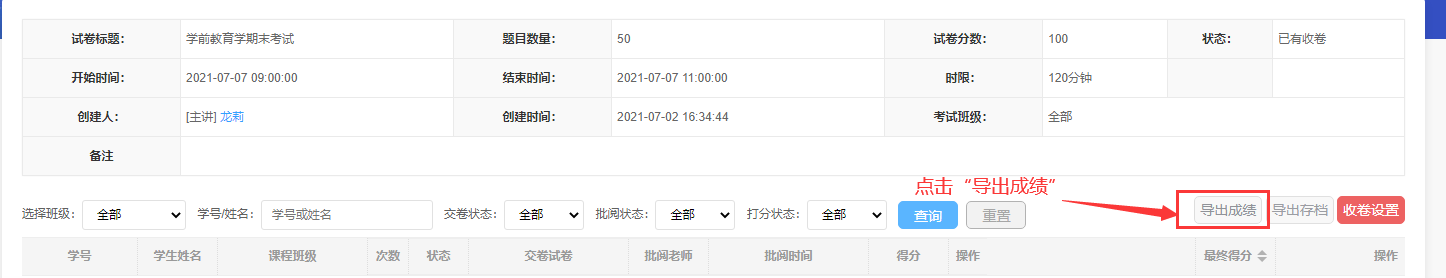 试卷标题： 学前教育学期末考试 题目数量： 50 试卷分数： 100 状态： 已有收卷
开始时间： 2021-07-07 09:00:00 结束时间： 2021-07-07 11:00:00 时限： 120分钟
创建人： [主讲] 龙莉 创建时间： 2021-07-02 16:34:44 考试班级： 全部
备注
点击“导出成绩”
选择班级： 全部 学号/姓名： 学号或姓名 交卷状态： 全部 批阅状态： 全部 打分状态： 全部 查询 重置 导出成绩 导出存档 收卷设置
学号 学生姓名 课程班级 次数 状态 交卷试卷 批阅老师 批阅时间 得分 操作 最终得分 操作